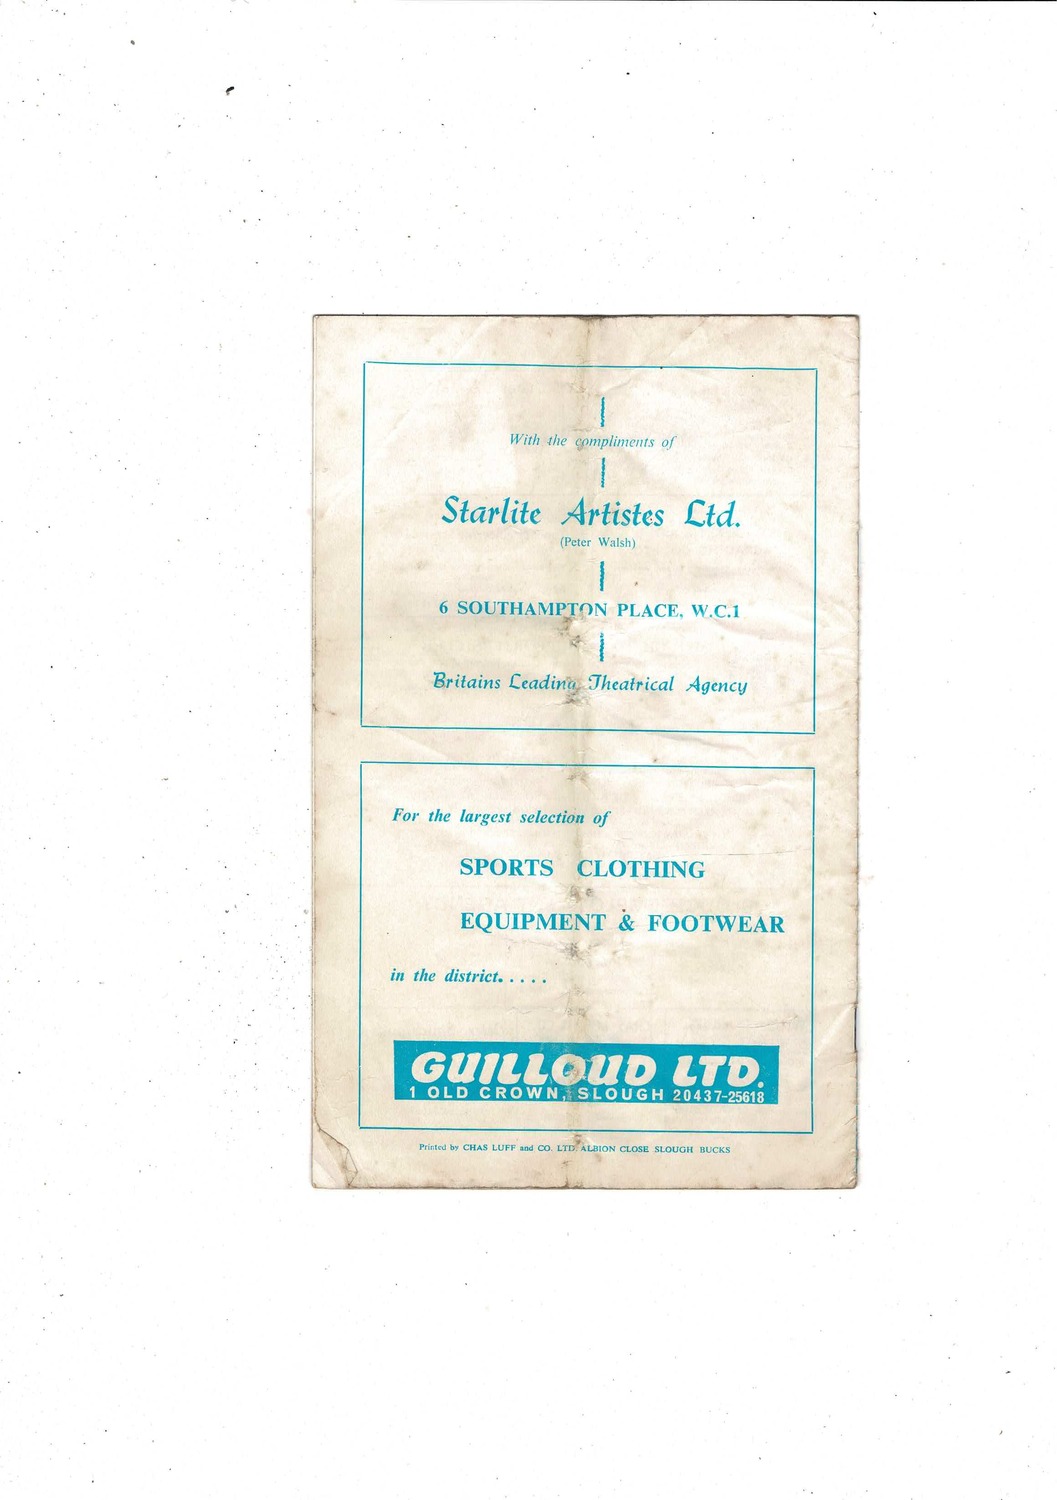 With the compliments of
Starlite Artistes Ltd.
(Peter Walsh)
6 SOUTHAMPTON PLACE, W.C.1
Britains Leading Theatrical Agency
For the largest selection of
SPORTS CLOTHING
EQUIPMENT & FOOTWEAR
in the district.....
GUILLOUD LTD.
1 OLD CROWN, SLOUGH 20437-25618
Printed by CHAS LUFF and CO. LTD. ALBION CLOSE SLOUGH BUCKS